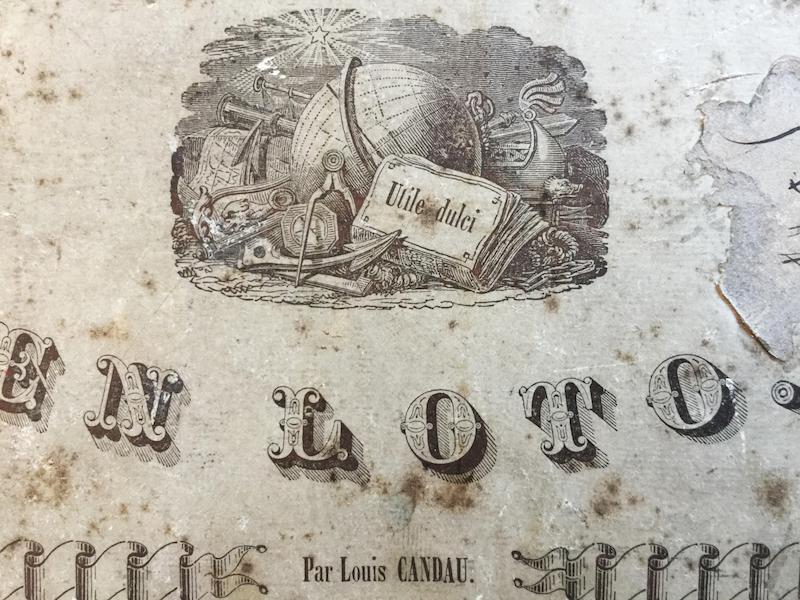 Utile dulci
EN LOTO
Par Louis CANDAU.